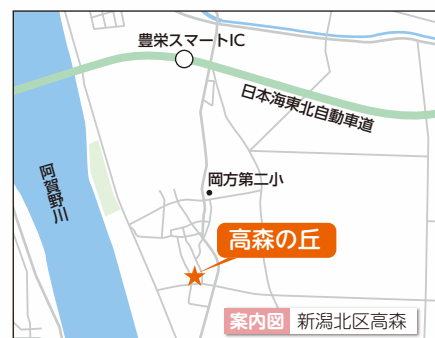 豊栄スマートIC
日本海東北自動車道
阿賀野川
岡方第二小
高森の丘
案内図 新潟北区高森